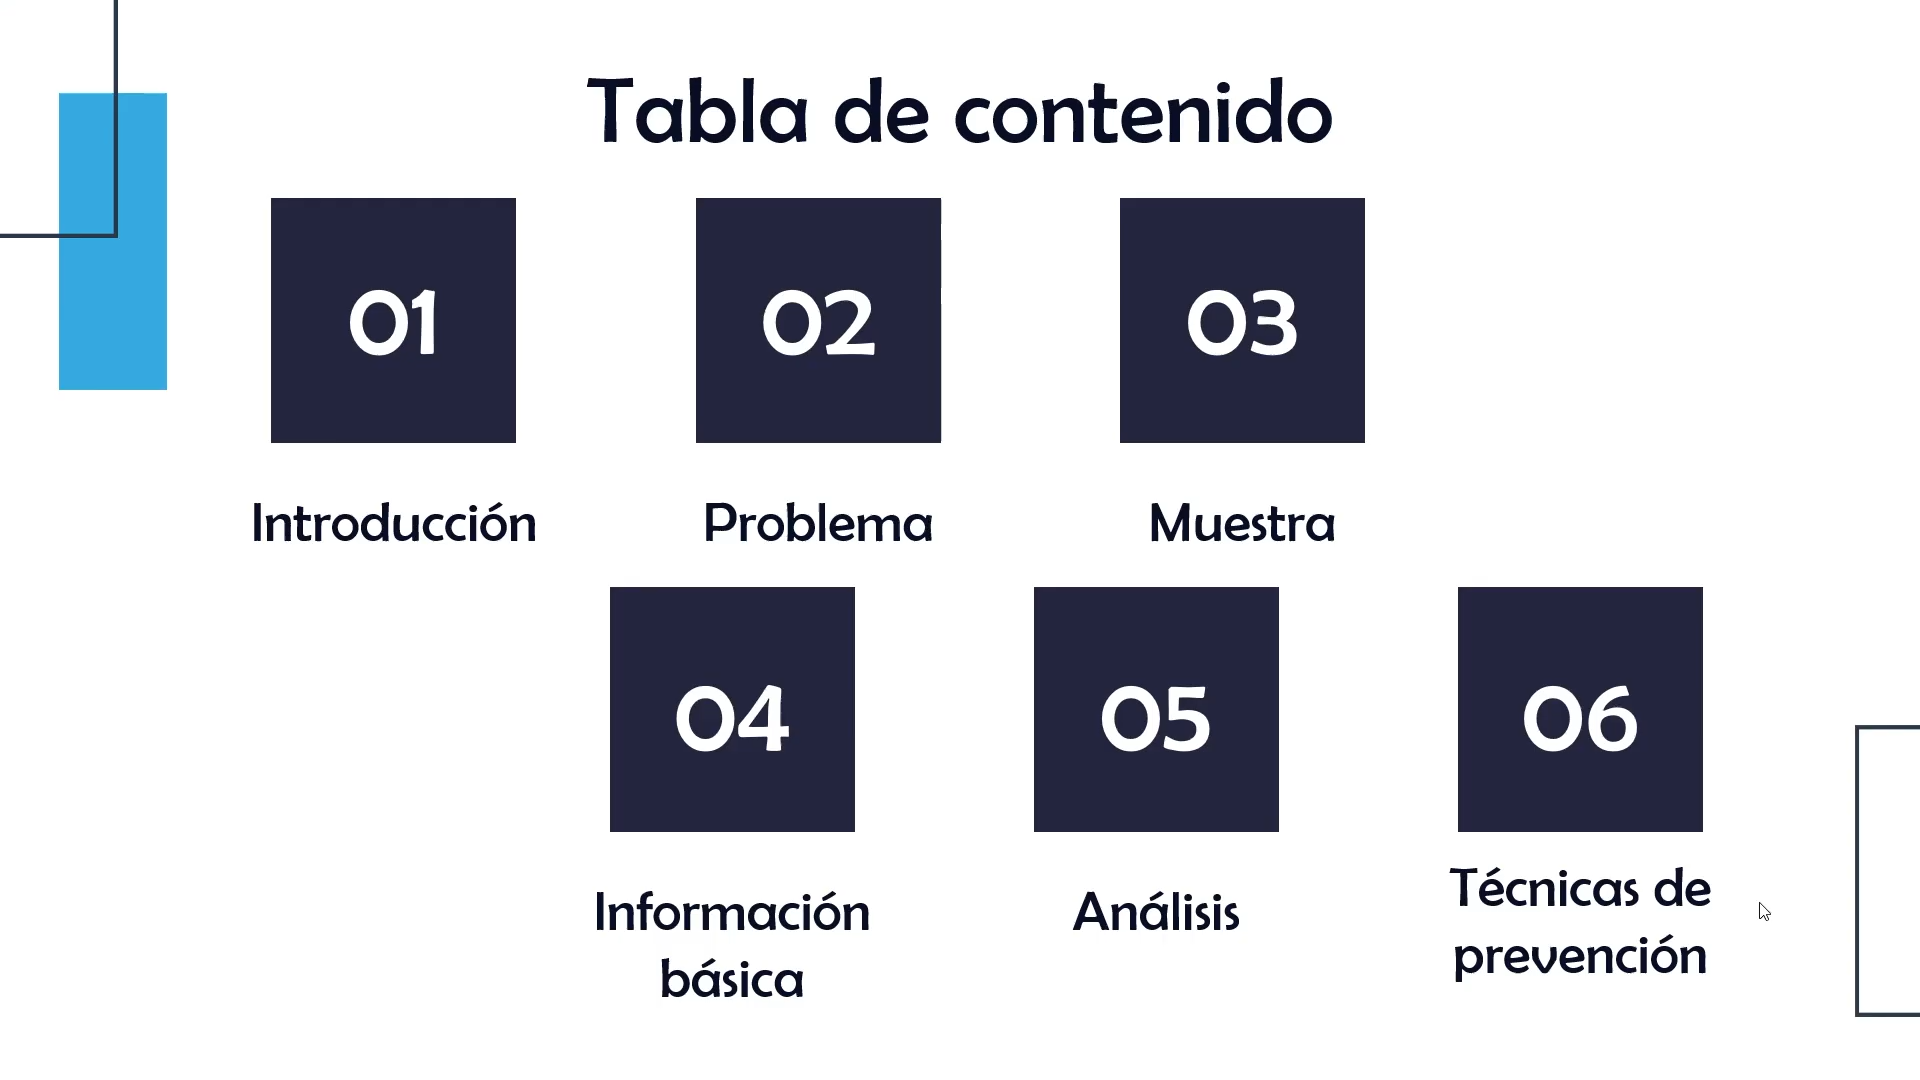 Tabla de contenido
01
02
03
Introducción
Problema
Muestra
04
05
06
Información
básica
Análisis
Técnicas de
prevención